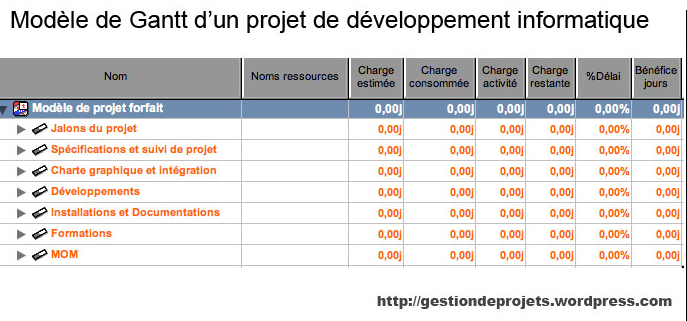 Modèle de Gantt d'un projet de développement informatique
Nom Noms ressources Charge estimée Charge consommée Charge activité Charge restante %Délai Bénéfice jours
Modèle de projet forfait 0,00j 0,00j 0,00j 0,00j 0,00% 0,00j
Jalons du projet 0,00j 0,00j 0,00j 0,00j 0,00% 0,00j
Spécifications et suivi de projet 0,00j 0,00j 0,00j 0,00j 0,00% 0,00j
Charte graphique et intégration 0,00j 0,00j 0,00j 0,00j 0,00% 0,00j
Développements 0,00j 0,00j 0,00j 0,00j 0,00% 0,00j
Installations et Documentations 0,00j 0,00j 0,00j 0,00j 0,00% 0,00j
Formations 0,00j 0,00j 0,00j 0,00j 0,00% 0,00j
MOM 0,00j 0,00j 0,00j 0,00j 0,00% 0,00j
http://gestiondeprojets.wordpress.com